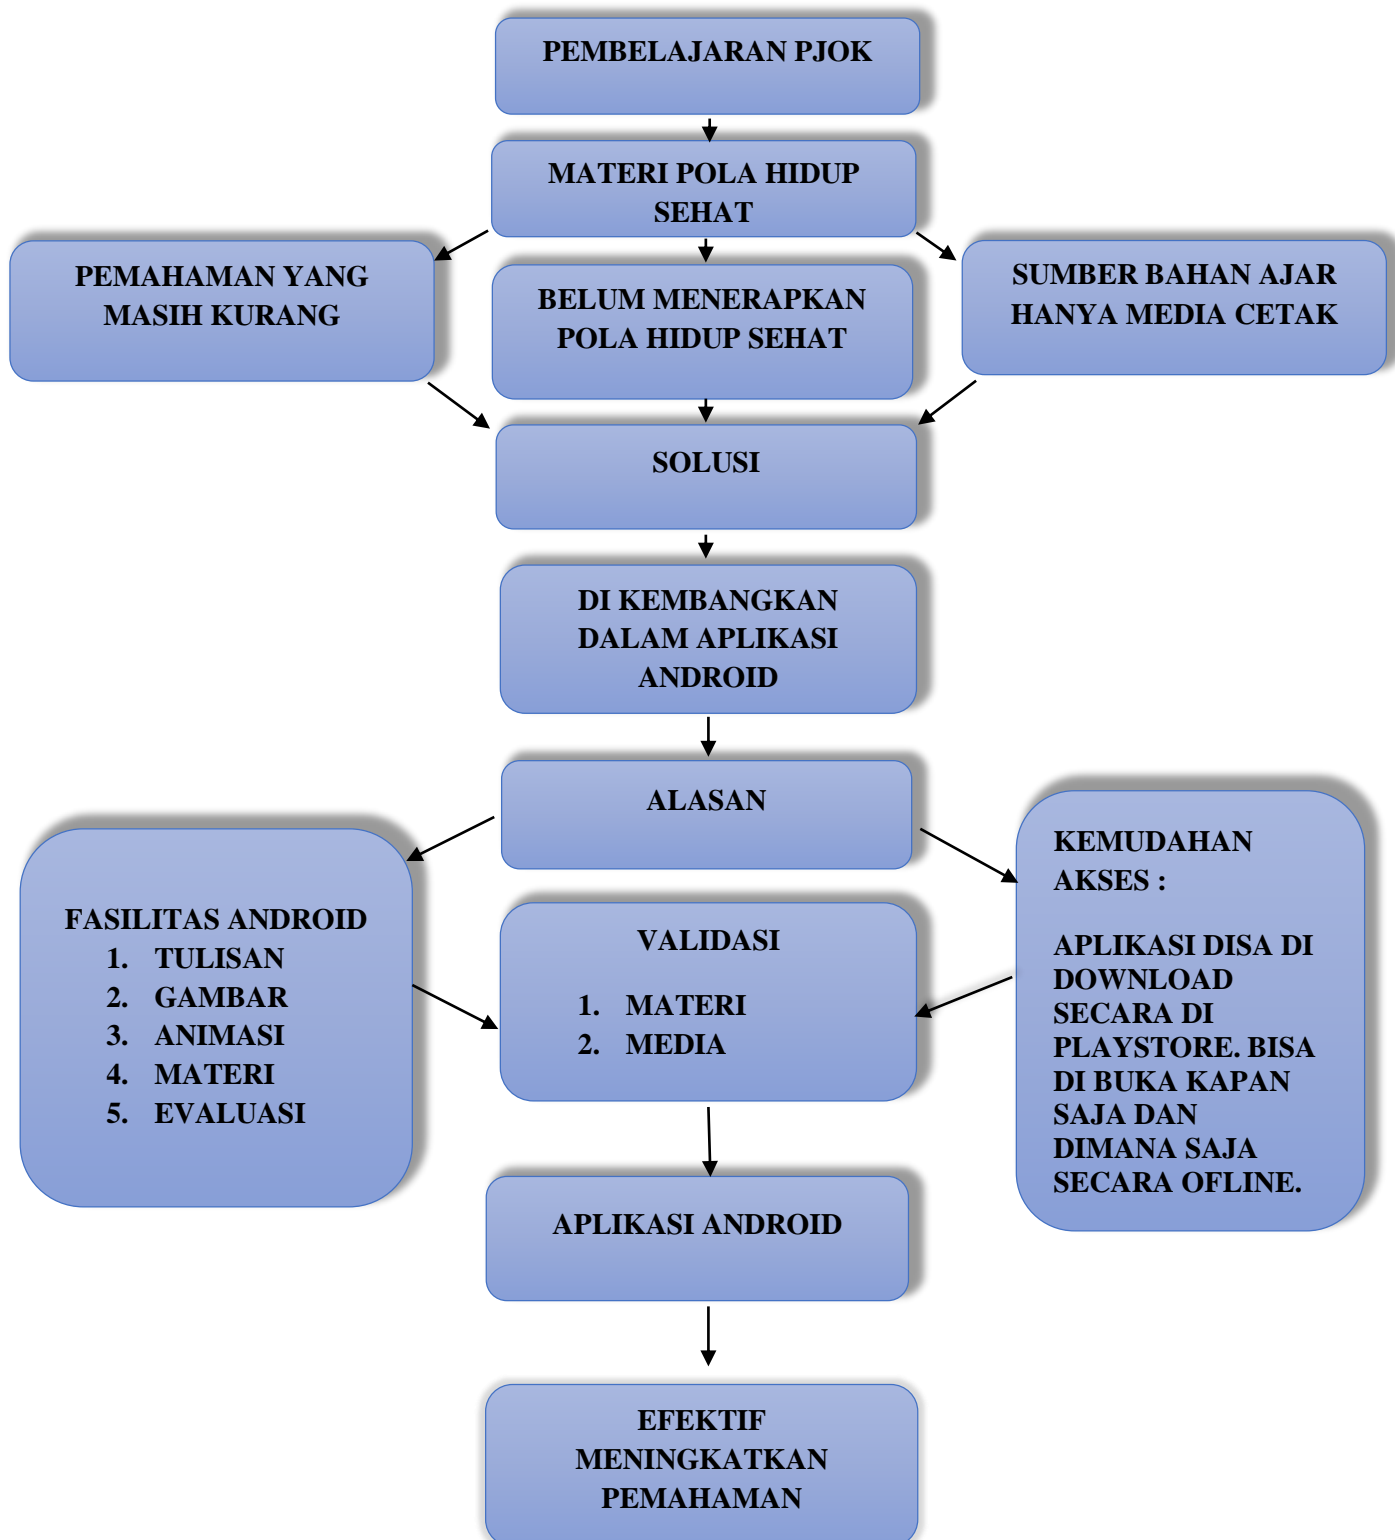 PEMBELAJARAN PJOK
MATERI POLA HIDUP
SEHAT
PEMAHAMAN YANG
MASIH KURANG
BELUM MENERAPKAN
POLA HIDUP SEHAT
SUMBER BAHAN AJAR
HANYA MEDIA CETAK
SOLUSI
DI KEMBANGKAN
DALAM APLIKASI
ANDROID
ALASAN
FASILITAS ANDROID
1. TULISAN
2. GAMBAR
3. ANIMASI
4. MATERI
5. EVALUASI
VALIDASI
1. MATERI
2. MEDIA
KEMUDAHAN
AKSES :
APLIKASI DISA DI
DOWNLOAD
SECARA DI
PLAYSTORE. BISA
DI BUKA KAPAN
SAJA DAN
DIMANA SAJA
SECARA OFLINE.
APLIKASI ANDROID
EFEKTIF
MENINGKATKAN
PEMAHAMAN